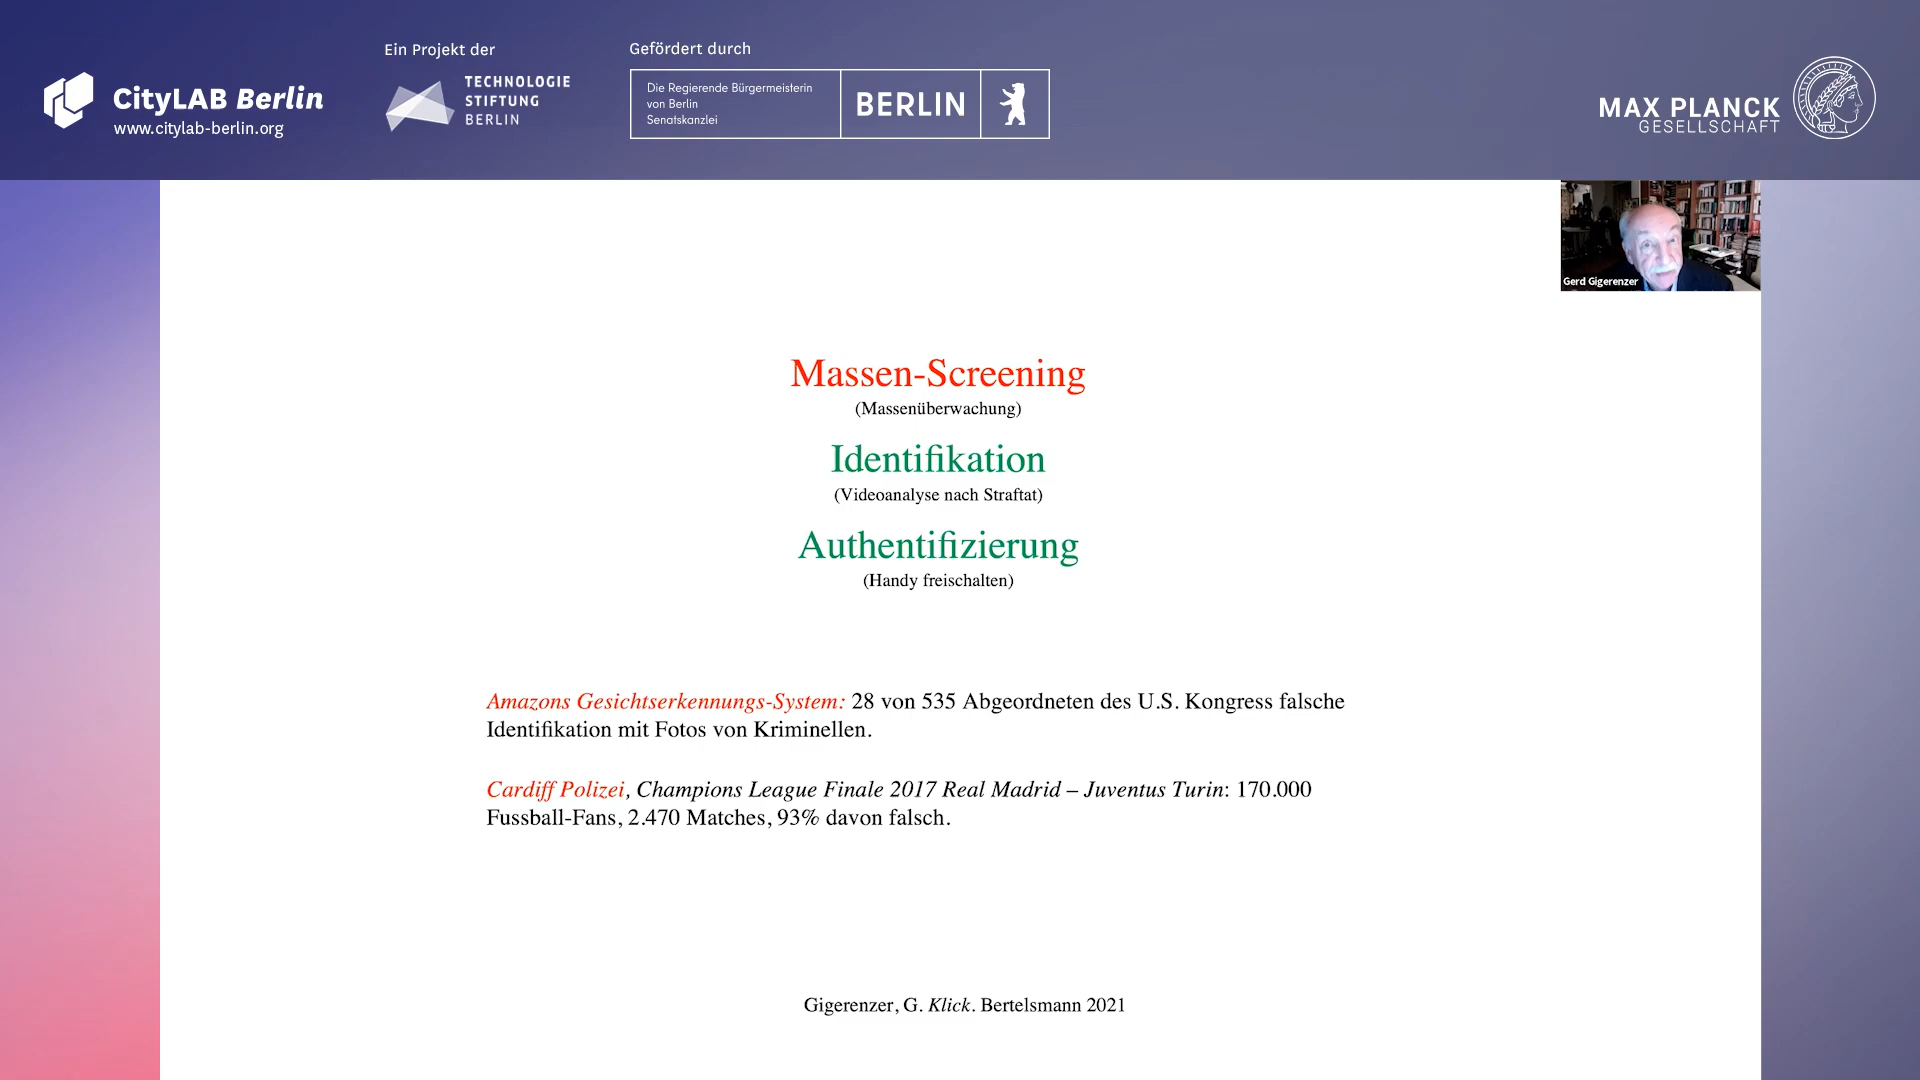 Ein Projekt der
Gefördert durch
CityLAB Berlin
www.citylab-berlin.org
TECHNOLOGIE
STIFTUNG
BERLIN
Die Regierende Bürgermeisterin
von Berlin
Senatskanzlei
BERLIN
MAX PLANCK
GESELLSCHAFT
Gerd Gigerenzer
Massen-Screening
(Massenüberwachung)
Identifikation
(Videoanalyse nach Straftat)
Authentifizierung
(Handy freischalten)
Amazons Gesichtserkennungs-System: 28 von 535 Abgeordneten des U.S. Kongress falsche
Identifikation mit Fotos von Kriminellen.
Cardiff Polizei, Champions League Finale 2017 Real Madrid – Juventus Turin: 170.000
Fussball-Fans, 2.470 Matches, 93% davon falsch.
Gigerenzer, G. Klick. Bertelsmann 2021